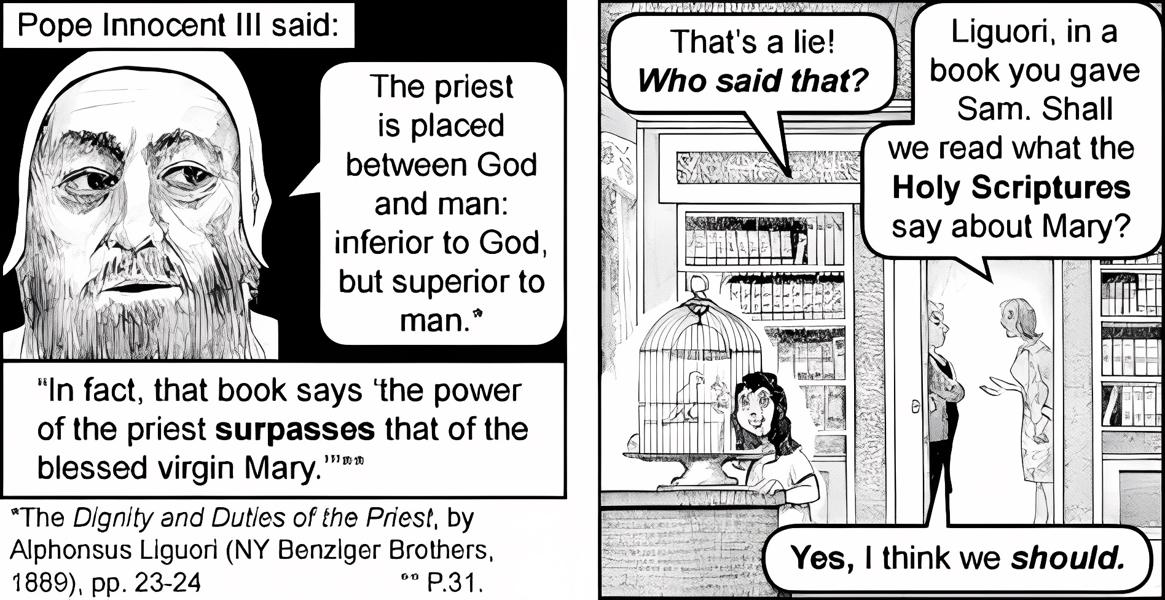 Pope Innocent III said:
The priest
is placed
between God
and man:
inferior to God,
but superior to
man.*
"In fact, that book says 'the power
of the priest surpasses that of the
blessed virgin Mary.'"**
*The Dignity and Duties of the Priest, by
Alphonsus Liguori (NY Benziger Brothers,
1889), pp. 23-24
** P.31.
That's a lie!
Who said that?
Liguori, in a
book you gave
Sam. Shall
we read what the
Holy Scriptures
say about Mary?
Yes, I think we should.